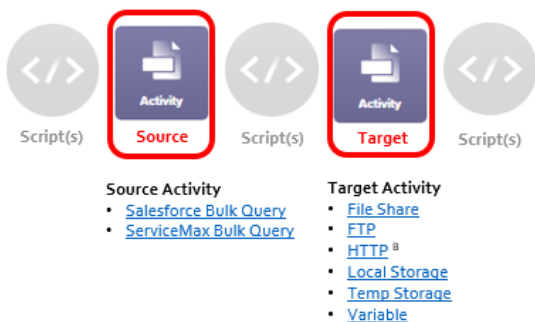 </> </> </>
Activity Activity
Script(s) Source Script(s) Target Script(s)
Source Activity
• Salesforce Bulk Query
• ServiceMax Bulk Query
Target Activity
• File Share
• FTP
• HTTP B
• Local Storage
• Temp Storage
• Variable